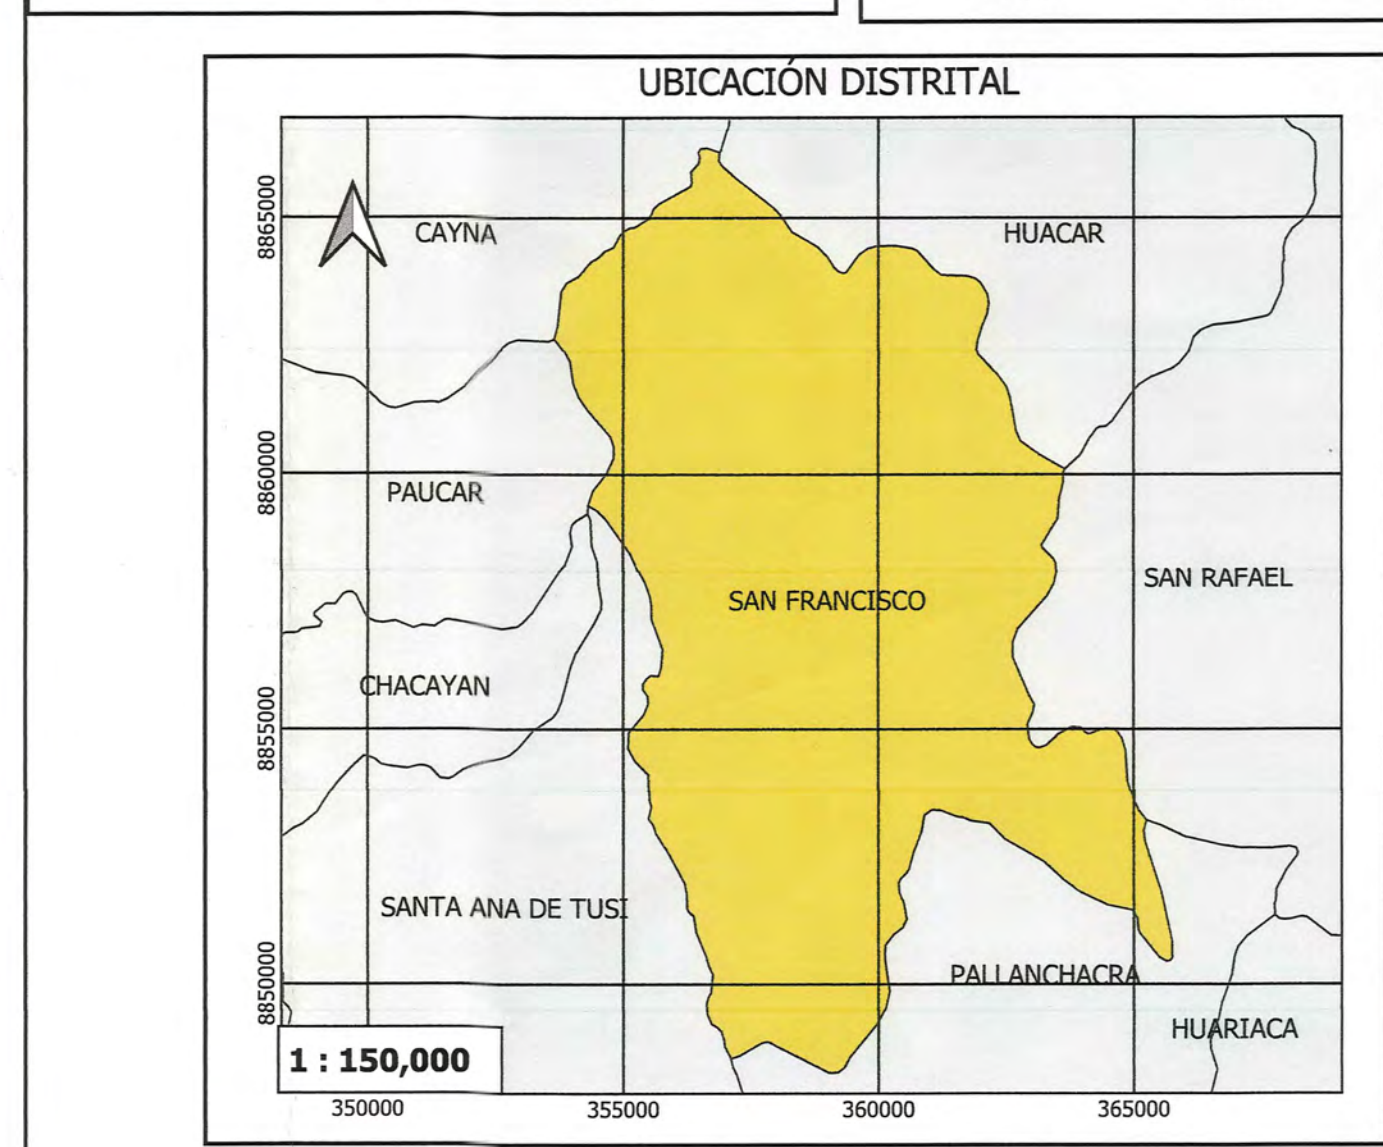 UBICACIÓN DISTRITAL
8865000
CAYNA
HUACAR
8860000
PAUCAR
SAN RAFAEL
SAN FRANCISCO
CHACAYAN
8855000
SANTA ANA DE TUSI
PALLANCHACRA
8850000
HUARIACA
1 : 150,000
350000
355000
360000
365000